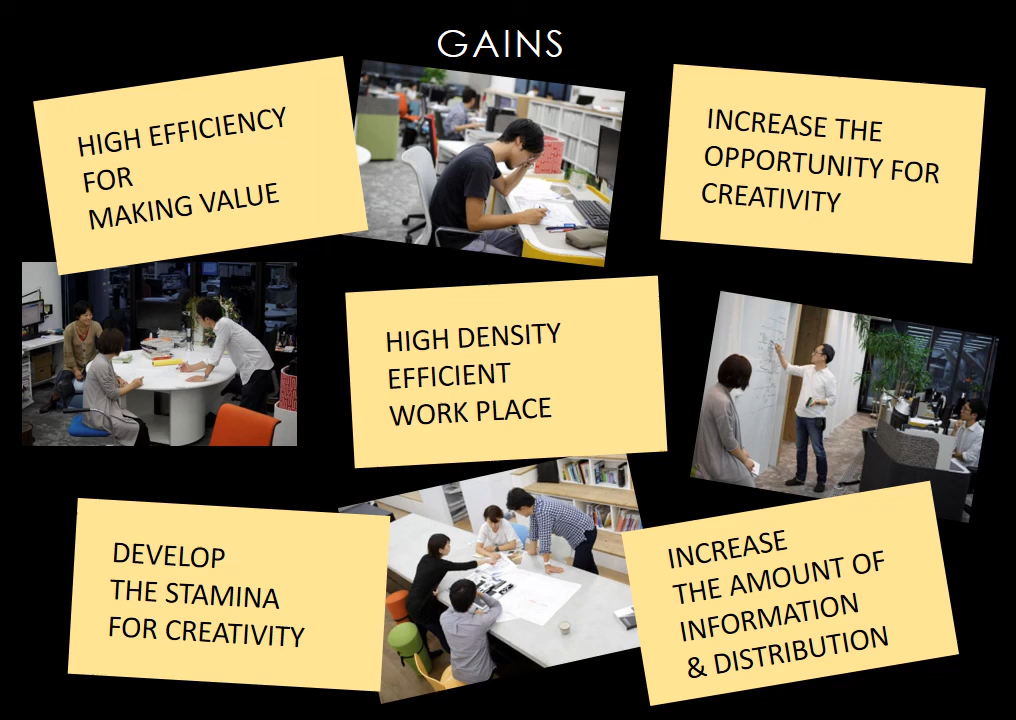 GAINS
HIGH EFFICIENCY
FOR
MAKING VALUE
INCREASE THE
OPPORTUNITY FOR
CREATIVITY
HIGH DENSITY
EFFICIENT
WORK PLACE
DEVELOP
THE STAMINA
FOR CREATIVITY
INCREASE
THE AMOUNT OF
INFORMATION
& DISTRIBUTION